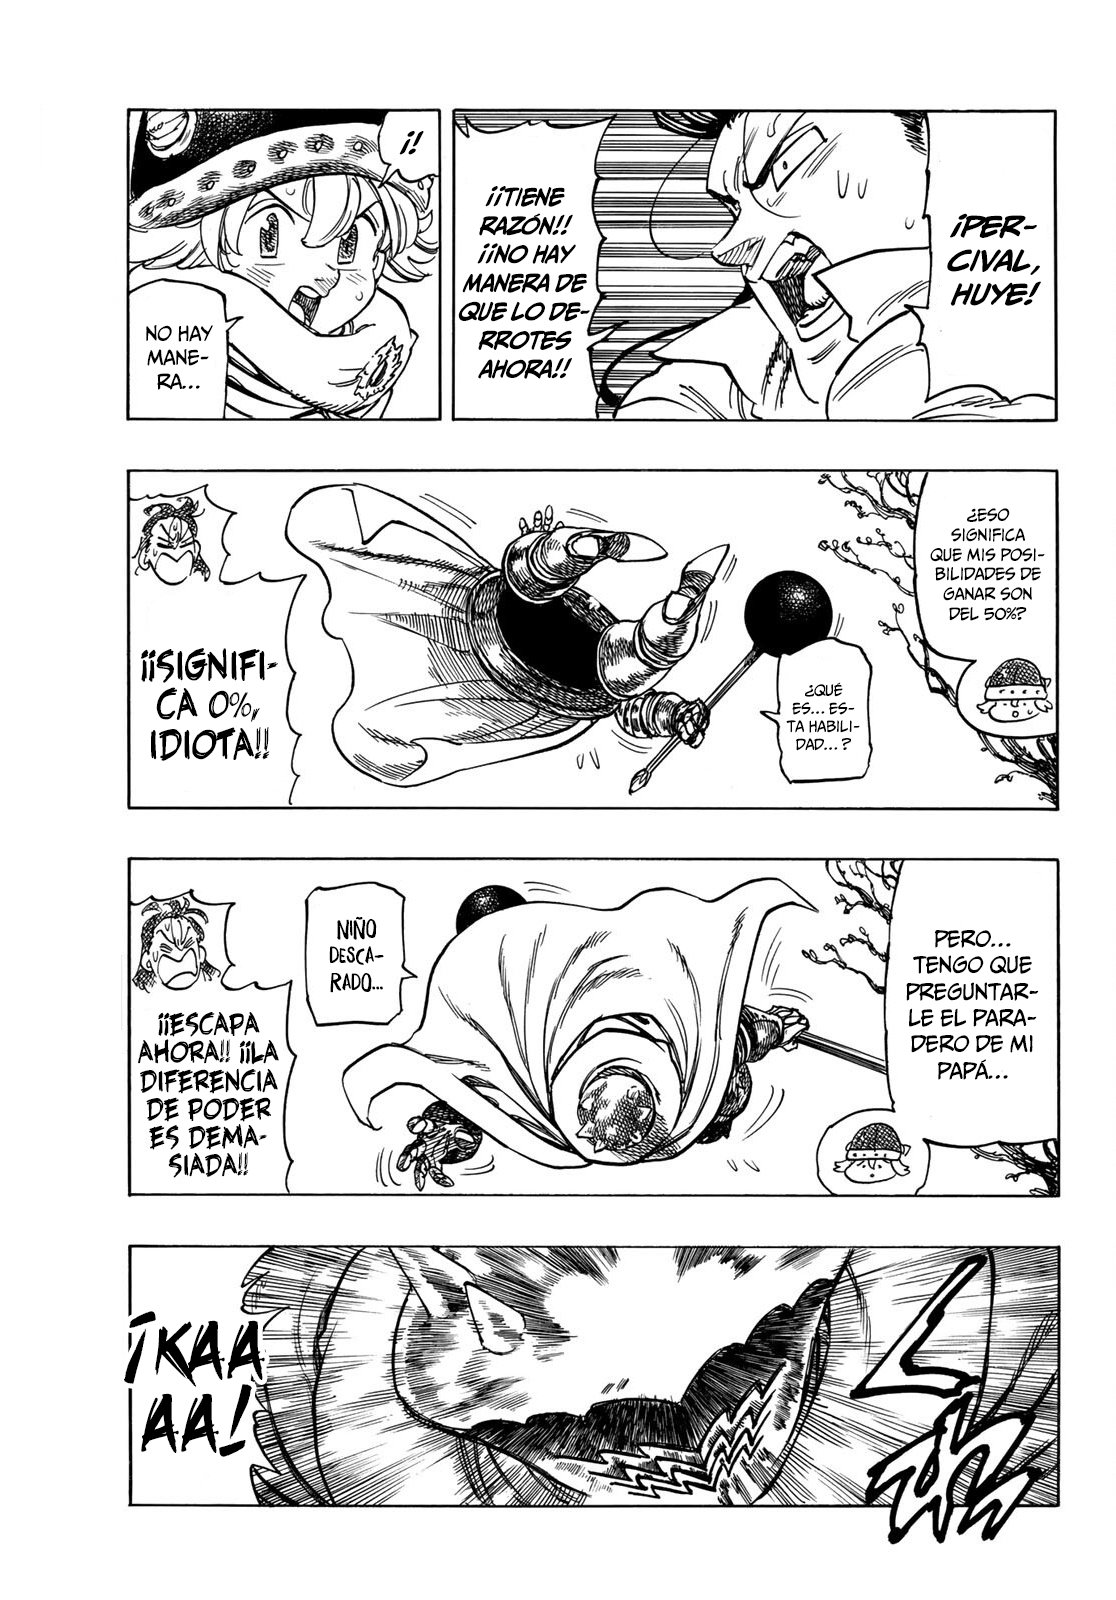 ¡PER-
CIVAL,
HUYE!
¡¡TIENE
RAZÓN!!
¡¡NO HAY
MANERA DE
QUE LO DE-
RROTES
AHORA!!
¡!
NO HAY
MANE-
RA...
¿ESO
SIGNIFICA
QUE MIS POSI-
BILIDADES DE
GANAR SON
DEL 50%?
¿QUÉ
ES... ES-
TA HABILI-
DAD...?
¡¡SIGNIFI-
CA 0%,
IDIOTA!!
PERO...
TENGO QUE
PREGUNTAR-
LE EL PARA-
DERO DE MI
PAPÁ...
NIÑO
DESCA-
RADO...
¡¡ESCAPA
AHORA!! ¡¡LA
DIFERENCIA
DE PODER
ES DEMA-
SIADA!!
¡KAA
AA!